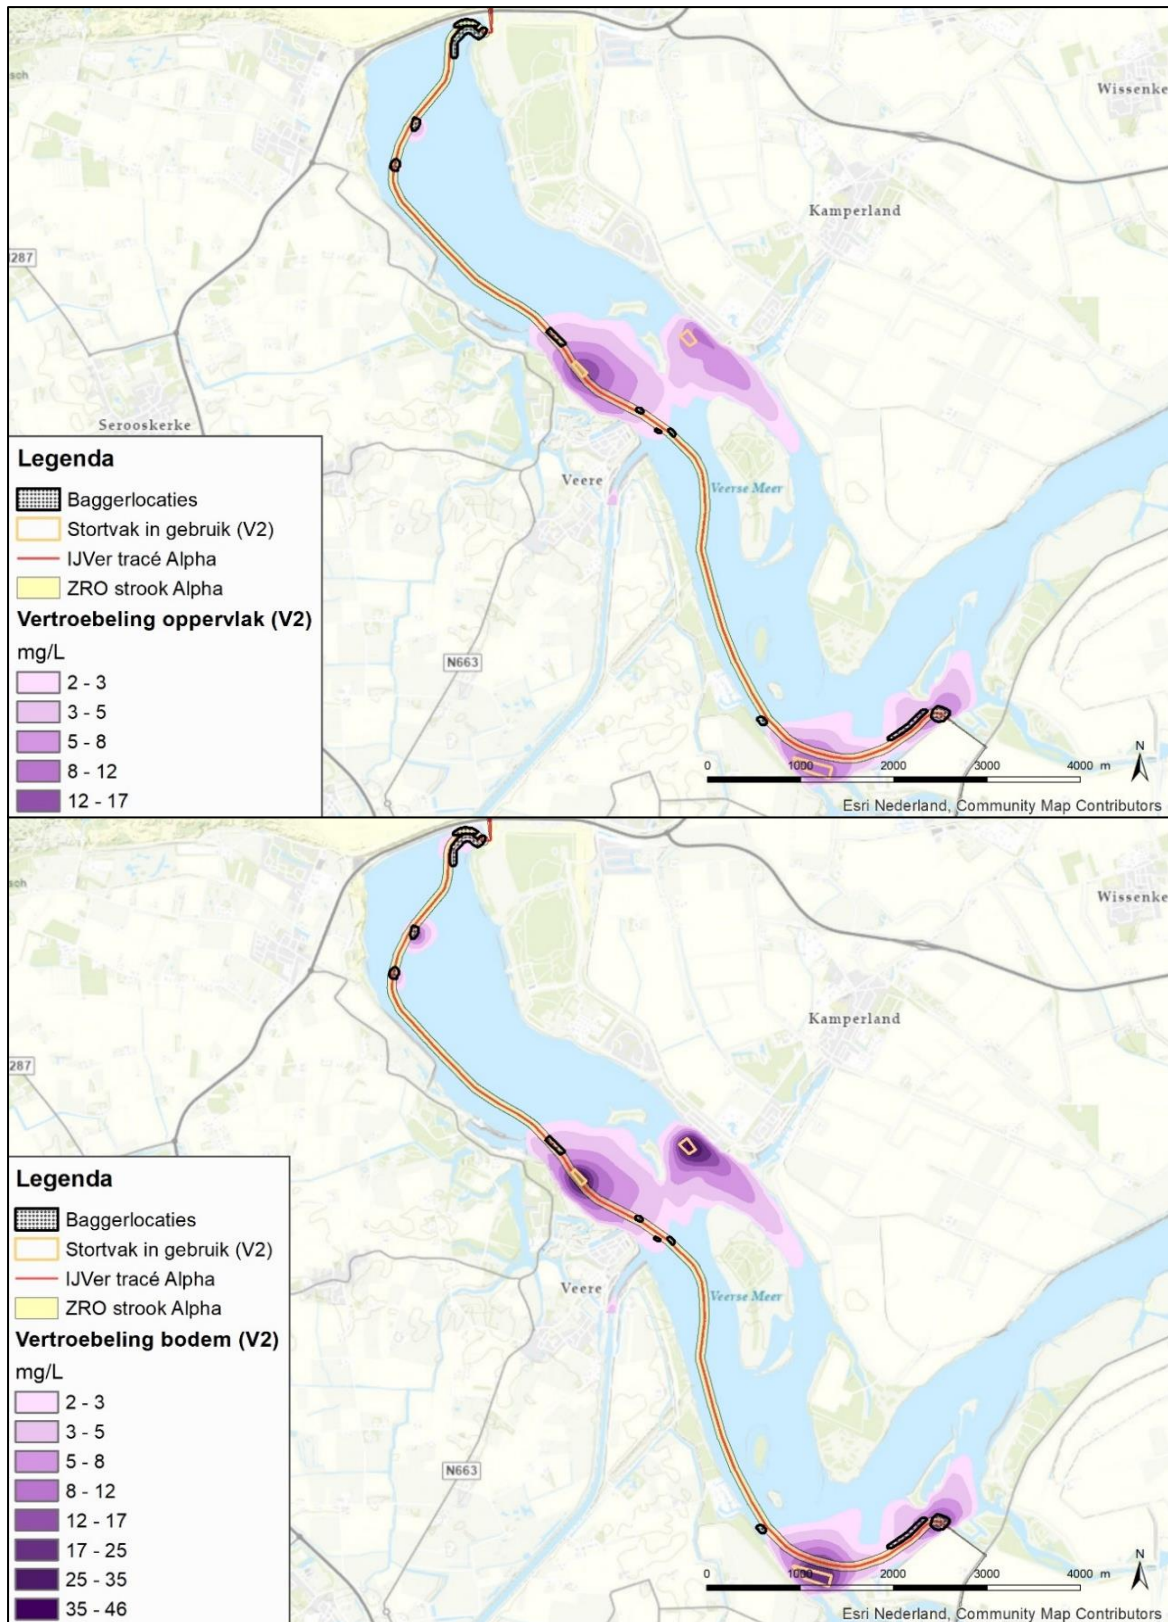 sch
Wissenke
Kamperland
287
Serooskerke
Legenda
Baggerlocaties
Stortvak in gebruik (V2)
IJVer tracé Alpha
ZRO strook Alpha
Vertroebeling oppervlak (V2)
mg/L
2 - 3
3 - 5
5 - 8
8 - 12
12 - 17
Veere
Veerse Meer
N663
N
0 1000 2000 3000 4000 m
Esri Nederland, Community Map Contributors
sch
Wissenke
Kamperland
287
Legenda
Baggerlocaties
Stortvak in gebruik (V2)
IJVer tracé Alpha
ZRO strook Alpha
Vertroebeling bodem (V2)
mg/L
2 - 3
3 - 5
5 - 8
8 - 12
12 - 17
17 - 25
25 - 35
35 - 46
Veere
Veerse Meer
N663
N
0 1000 2000 3000 4000 m
Esri Nederland, Community Map Contributors